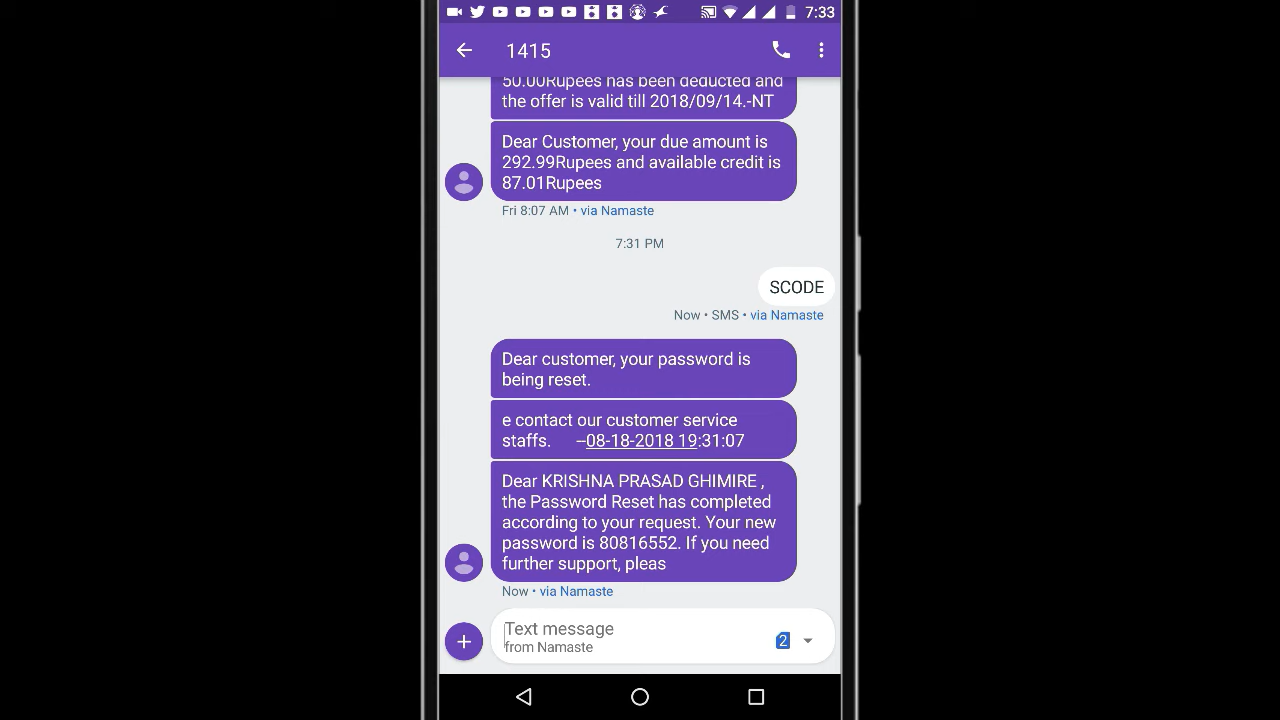 7:33
1415
50.00Rupees has been deducted and
the offer is valid till 2018/09/14.-NT
Dear Customer, your due amount is
292.99Rupees and available credit is
87.01Rupees
Fri 8:07 AM • via Namaste
7:31 PM
SCODE
Now • SMS • via Namaste
Dear customer, your password is
being reset.
e contact our customer service
staffs. --08-18-2018 19:31:07
Dear KRISHNA PRASAD GHIMIRE ,
the Password Reset has completed
according to your request. Your new
password is 80816552. If you need
further support, pleas
Now • via Namaste
Text message
2
from Namaste